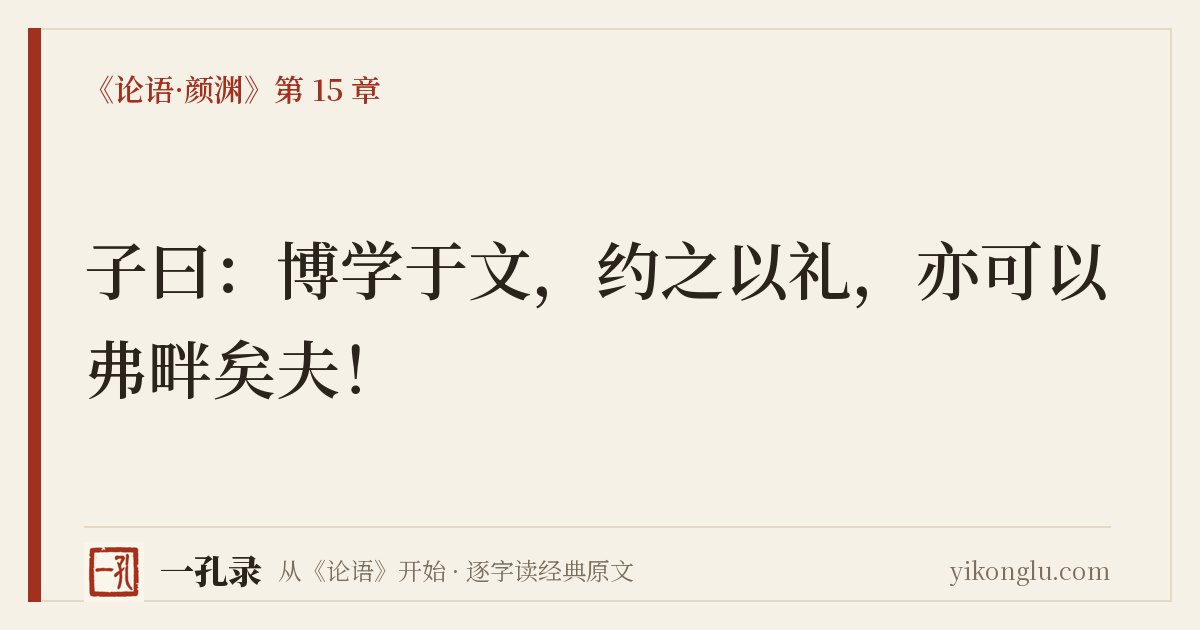 《论语·颜渊》第 15 章
子曰：博学于文，约之以礼，亦可以
弗畔矣夫！
一孔 一孔录 从《论语》开始 · 逐字读经典原文 yikonglu.com